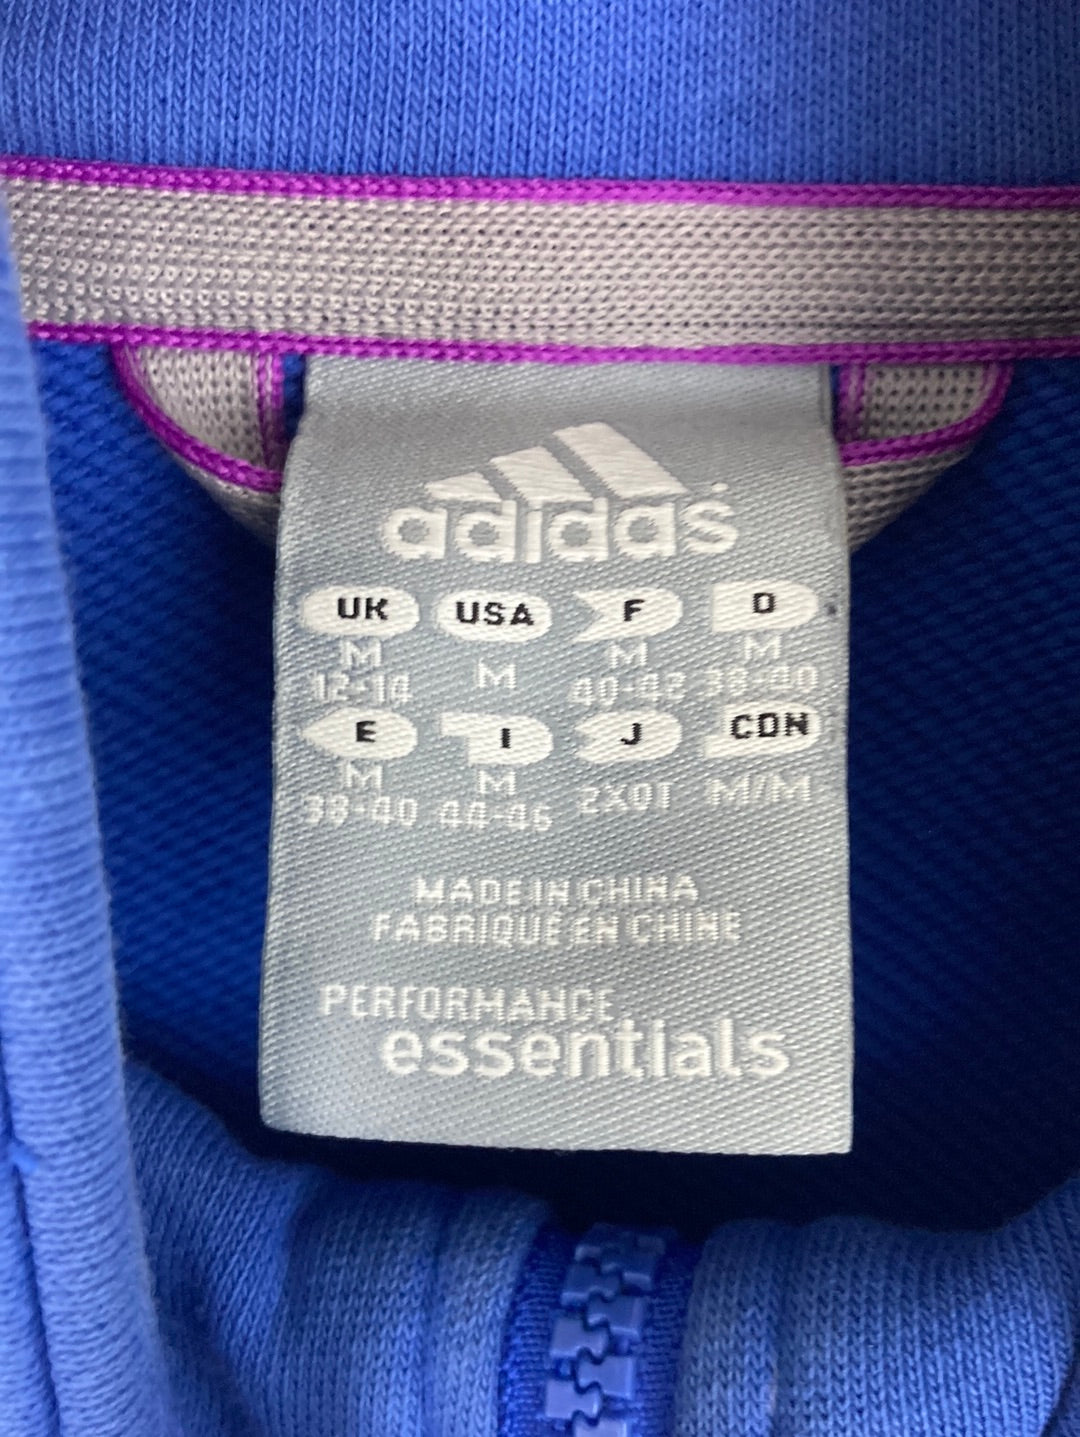 adidas
UK USA F D
M M M M
12-14 40-42 38-40
E I J CDN
M M 2XOT M/M
38-40 44-46
MADE IN CHINA
FABRIQUÉ EN CHINE
PERFORMANCE
essentials